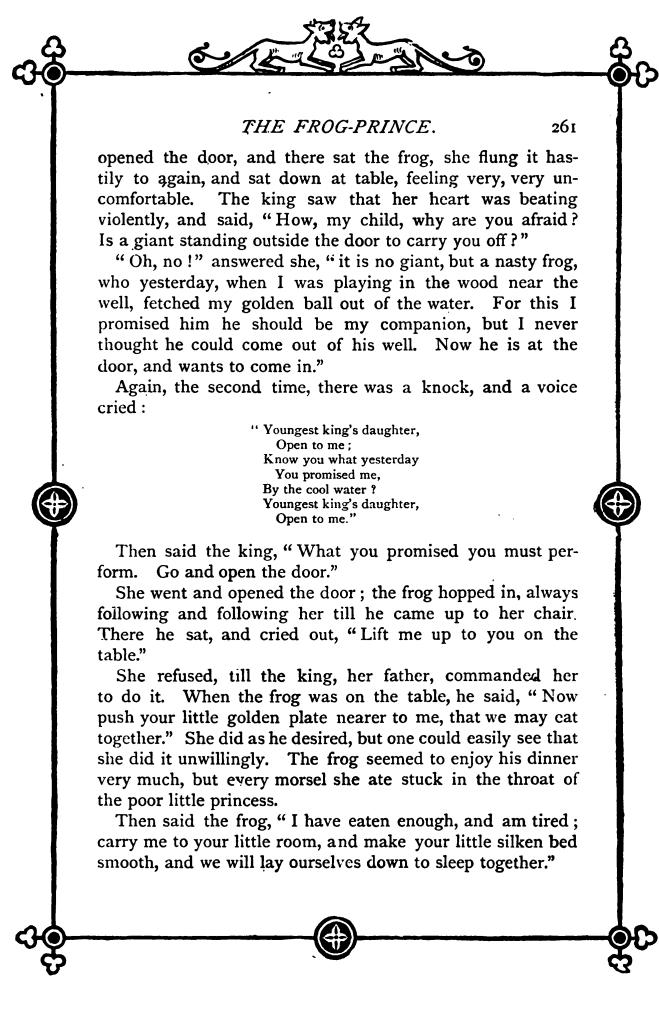 THE FROG-PRINCE. 261
opened the door, and there sat the frog, she flung it has-
tily to again, and sat down at table, feeling very, very un-
comfortable. The king saw that her heart was beating
violently, and said, “How, my child, why are you afraid?
Is a giant standing outside the door to carry you off?”
“Oh, no!” answered she, “it is no giant, but a nasty frog,
who yesterday, when I was playing in the wood near the
well, fetched my golden ball out of the water. For this I
promised him he should be my companion, but I never
thought he could come out of his well. Now he is at the
door, and wants to come in.”
Again, the second time, there was a knock, and a voice
cried:
“Youngest king's daughter,
Open to me;
Know you what yesterday
You promised me,
By the cool water?
Youngest king's daughter,
Open to me.”
Then said the king, “What you promised you must per-
form. Go and open the door.”
She went and opened the door; the frog hopped in, always
following and following her till he came up to her chair.
There he sat, and cried out, “Lift me up to you on the
table.”
She refused, till the king, her father, commanded her
to do it. When the frog was on the table, he said, “Now
push your little golden plate nearer to me, that we may eat
together.” She did as he desired, but one could easily see that
she did it unwillingly. The frog seemed to enjoy his dinner
very much, but every morsel she ate stuck in the throat of
the poor little princess.
Then said the frog, “I have eaten enough, and am tired;
carry me to your little room, and make your little silken bed
smooth, and we will lay ourselves down to sleep together.”